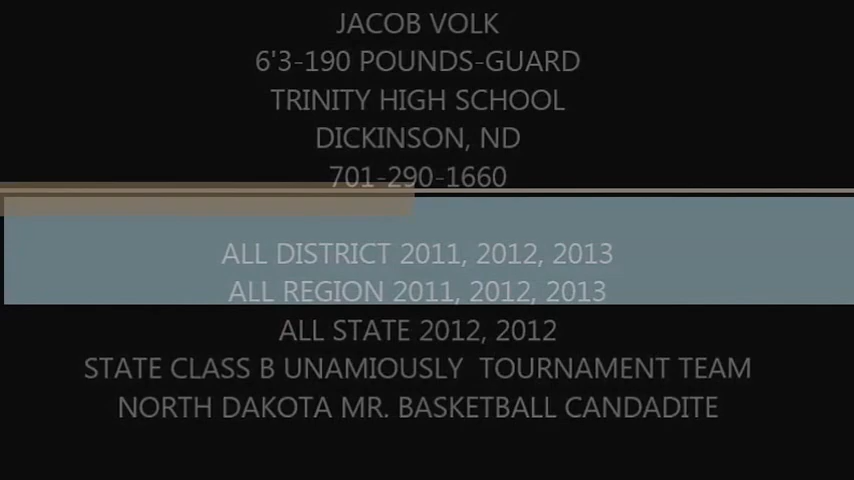 JACOB VOLK
6'3-190 POUNDS-GUARD
TRINITY HIGH SCHOOL
DICKINSON, ND
701-290-1660
ALL DISTRICT 2011, 2012, 2013
ALL REGION 2011, 2012, 2013
ALL STATE 2012, 2012
STATE CLASS B UNAMIOUSLY TOURNAMENT TEAM
NORTH DAKOTA MR. BASKETBALL CANDADITE